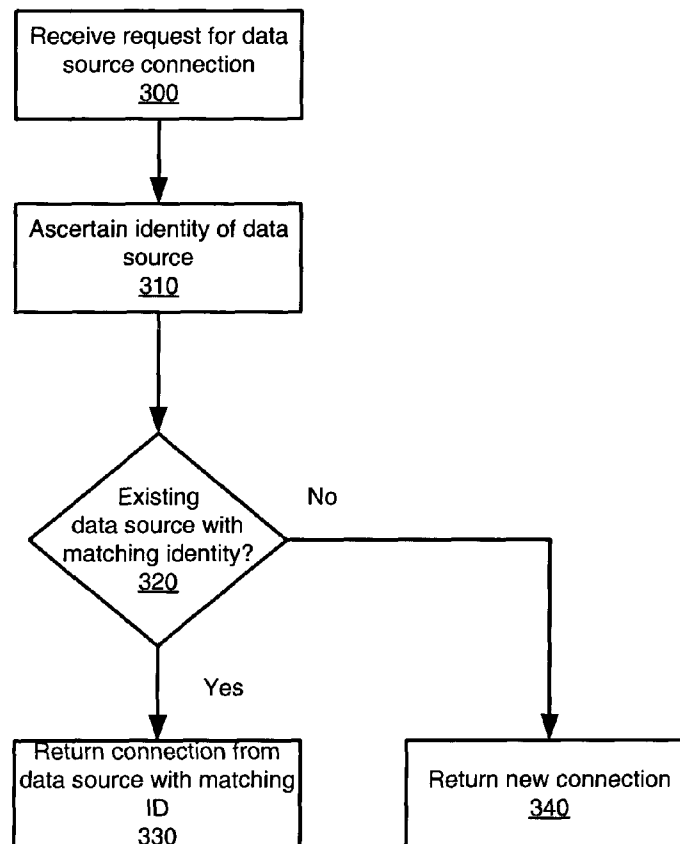 Receive request for data
source connection
300
Ascertain identity of data
source
310
Existing
data source with
matching identity?
320
No
Yes
Return connection from
data source with matching
ID
330
Return new connection
340